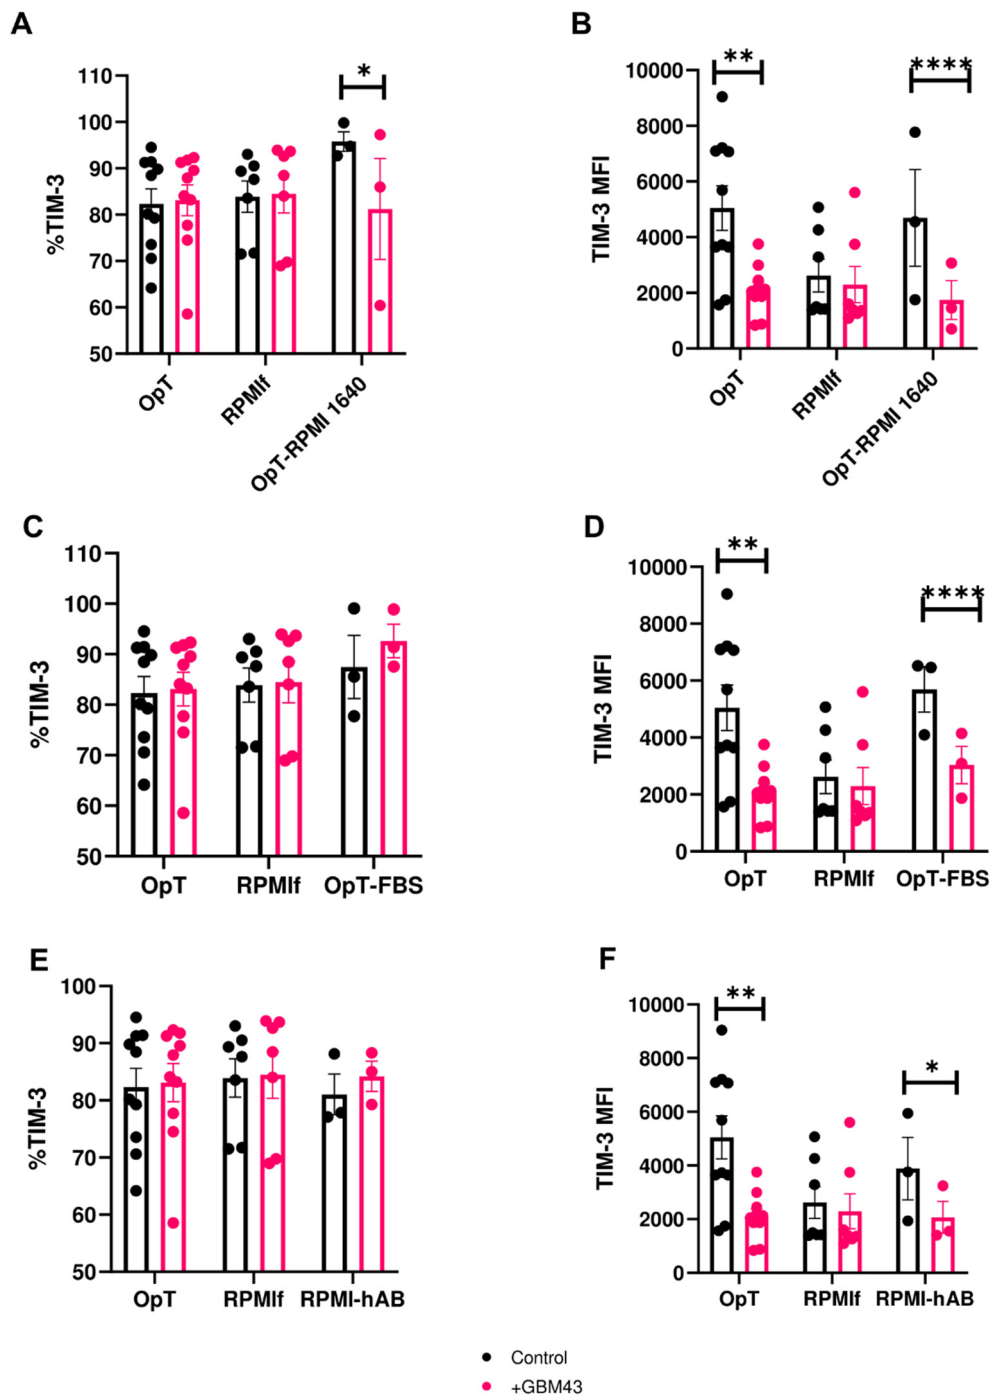 A
%TIM-3
110
100
90
80
70
60
50
*
OpT
RPMIf
OpT-RPMI 1640
B
TIM-3 MFI
10000
8000
6000
4000
2000
0
**
****
OpT
RPMIf
OpT-RPMI 1640
C
%TIM-3
110
100
90
80
70
60
50
OpT
RPMIf
OpT-FBS
D
TIM-3 MFI
10000
8000
6000
4000
2000
0
**
****
OpT
RPMIf
OpT-FBS
E
%TIM-3
100
90
80
70
60
50
OpT
RPMIf
RPMI-hAB
F
TIM-3 MFI
10000
8000
6000
4000
2000
0
**
*
OpT
RPMIf
RPMI-hAB
Control
+GBM43